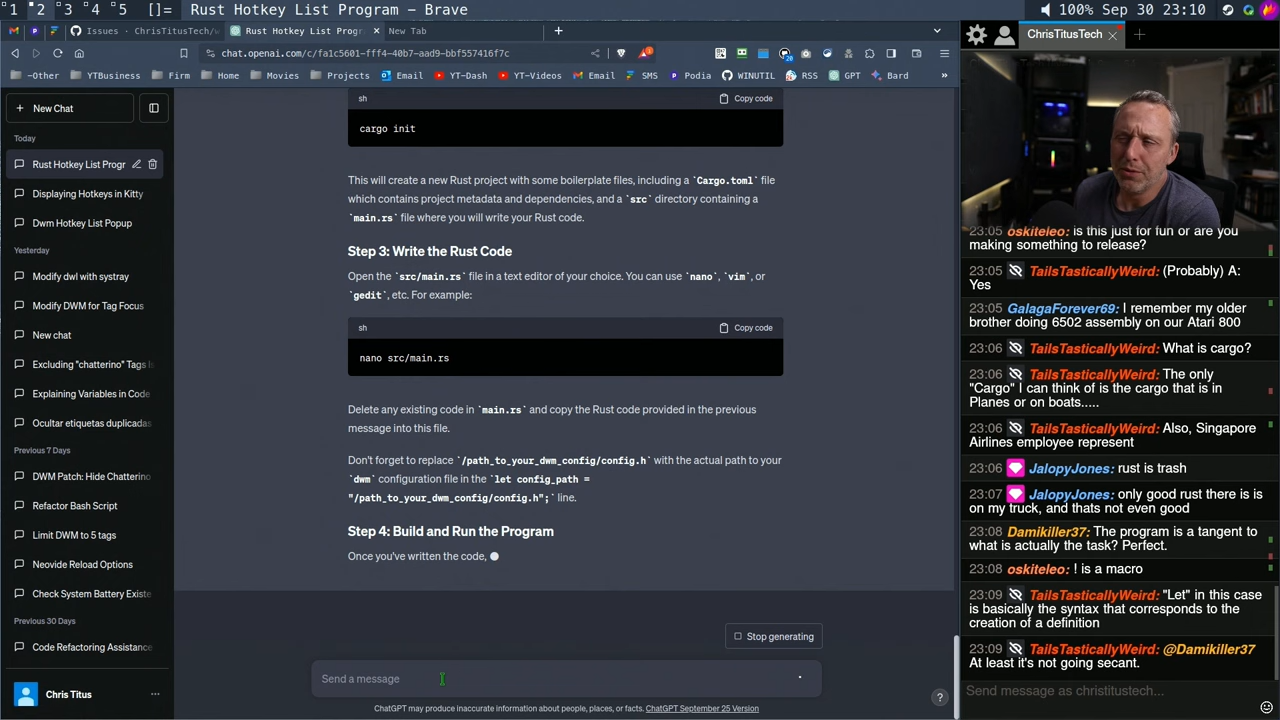 1 2 3 4 5 []= Rust Hotkey List Program – Brave 100% Sep 30 23:10
Issues · ChrisTitusTech/w Rust Hotkey List Progr New Tab
chat.openai.com/c/fa1c5601-fff4-40b7-aad9-bbf557416f7c
-Other YTBusiness Firm Home Movies Projects Email YT-Dash YT-Videos Email SMS Podia WINUTIL RSS GPT Bard
New Chat
Today
Rust Hotkey List Progr
Displaying Hotkeys in Kitty
Dwm Hotkey List Popup
Yesterday
Modify dwl with systray
Modify DWM for Tag Focus
New chat
Excluding "chatterino" Tags i
Explaining Variables in Code
Ocultar etiquetas duplicadas
Previous 7 Days
DWM Patch: Hide Chatterino
Refactor Bash Script
Limit DWM to 5 tags
Neovide Reload Options
Check System Battery Existe
Previous 30 Days
Code Refactoring Assistance
Chris Titus
sh Copy code
cargo init
This will create a new Rust project with some boilerplate files, including a `Cargo.toml` file
which contains project metadata and dependencies, and a `src` directory containing a
`main.rs` file where you will write your Rust code.
Step 3: Write the Rust Code
Open the `src/main.rs` file in a text editor of your choice. You can use `nano`, `vim`, or
`gedit`, etc. For example:
sh Copy code
nano src/main.rs
Delete any existing code in `main.rs` and copy the Rust code provided in the previous
message into this file.
Don't forget to replace `/path_to_your_dwm_config/config.h` with the actual path to your
`dwm` configuration file in the `let config_path =
"/path_to_your_dwm_config/config.h";` line.
Step 4: Build and Run the Program
Once you've written the code,
Stop generating
Send a message
ChatGPT may produce inaccurate information about people, places, or facts. ChatGPT September 25 Version
?
ChrisTitusTech
23:05 oskiteleo: is this just for fun or are you
making something to release?
23:05 TailsTasticallyWeird: (Probably) A:
Yes
23:05 GalagaForever69: I remember my older
brother doing 6502 assembly on our Atari 800
23:06 TailsTasticallyWeird: What is cargo?
23:06 TailsTasticallyWeird: The only
"Cargo" I can think of is the cargo that is in
Planes or on boats.....
23:06 TailsTasticallyWeird: Also, Singapore
Airlines employee represent
23:06 JalopyJones: rust is trash
23:07 JalopyJones: only good rust there is is
on my truck, and thats not even good
23:08 Damikiller37: The program is a tangent to
what is actually the task? Perfect.
23:08 oskiteleo: ! is a macro
23:09 TailsTasticallyWeird: "Let" in this case
is basically the syntax that corresponds to the
creation of a definition
23:09 TailsTasticallyWeird: @Damikiller37
At least it's not going secant.
Send message as christitustech...